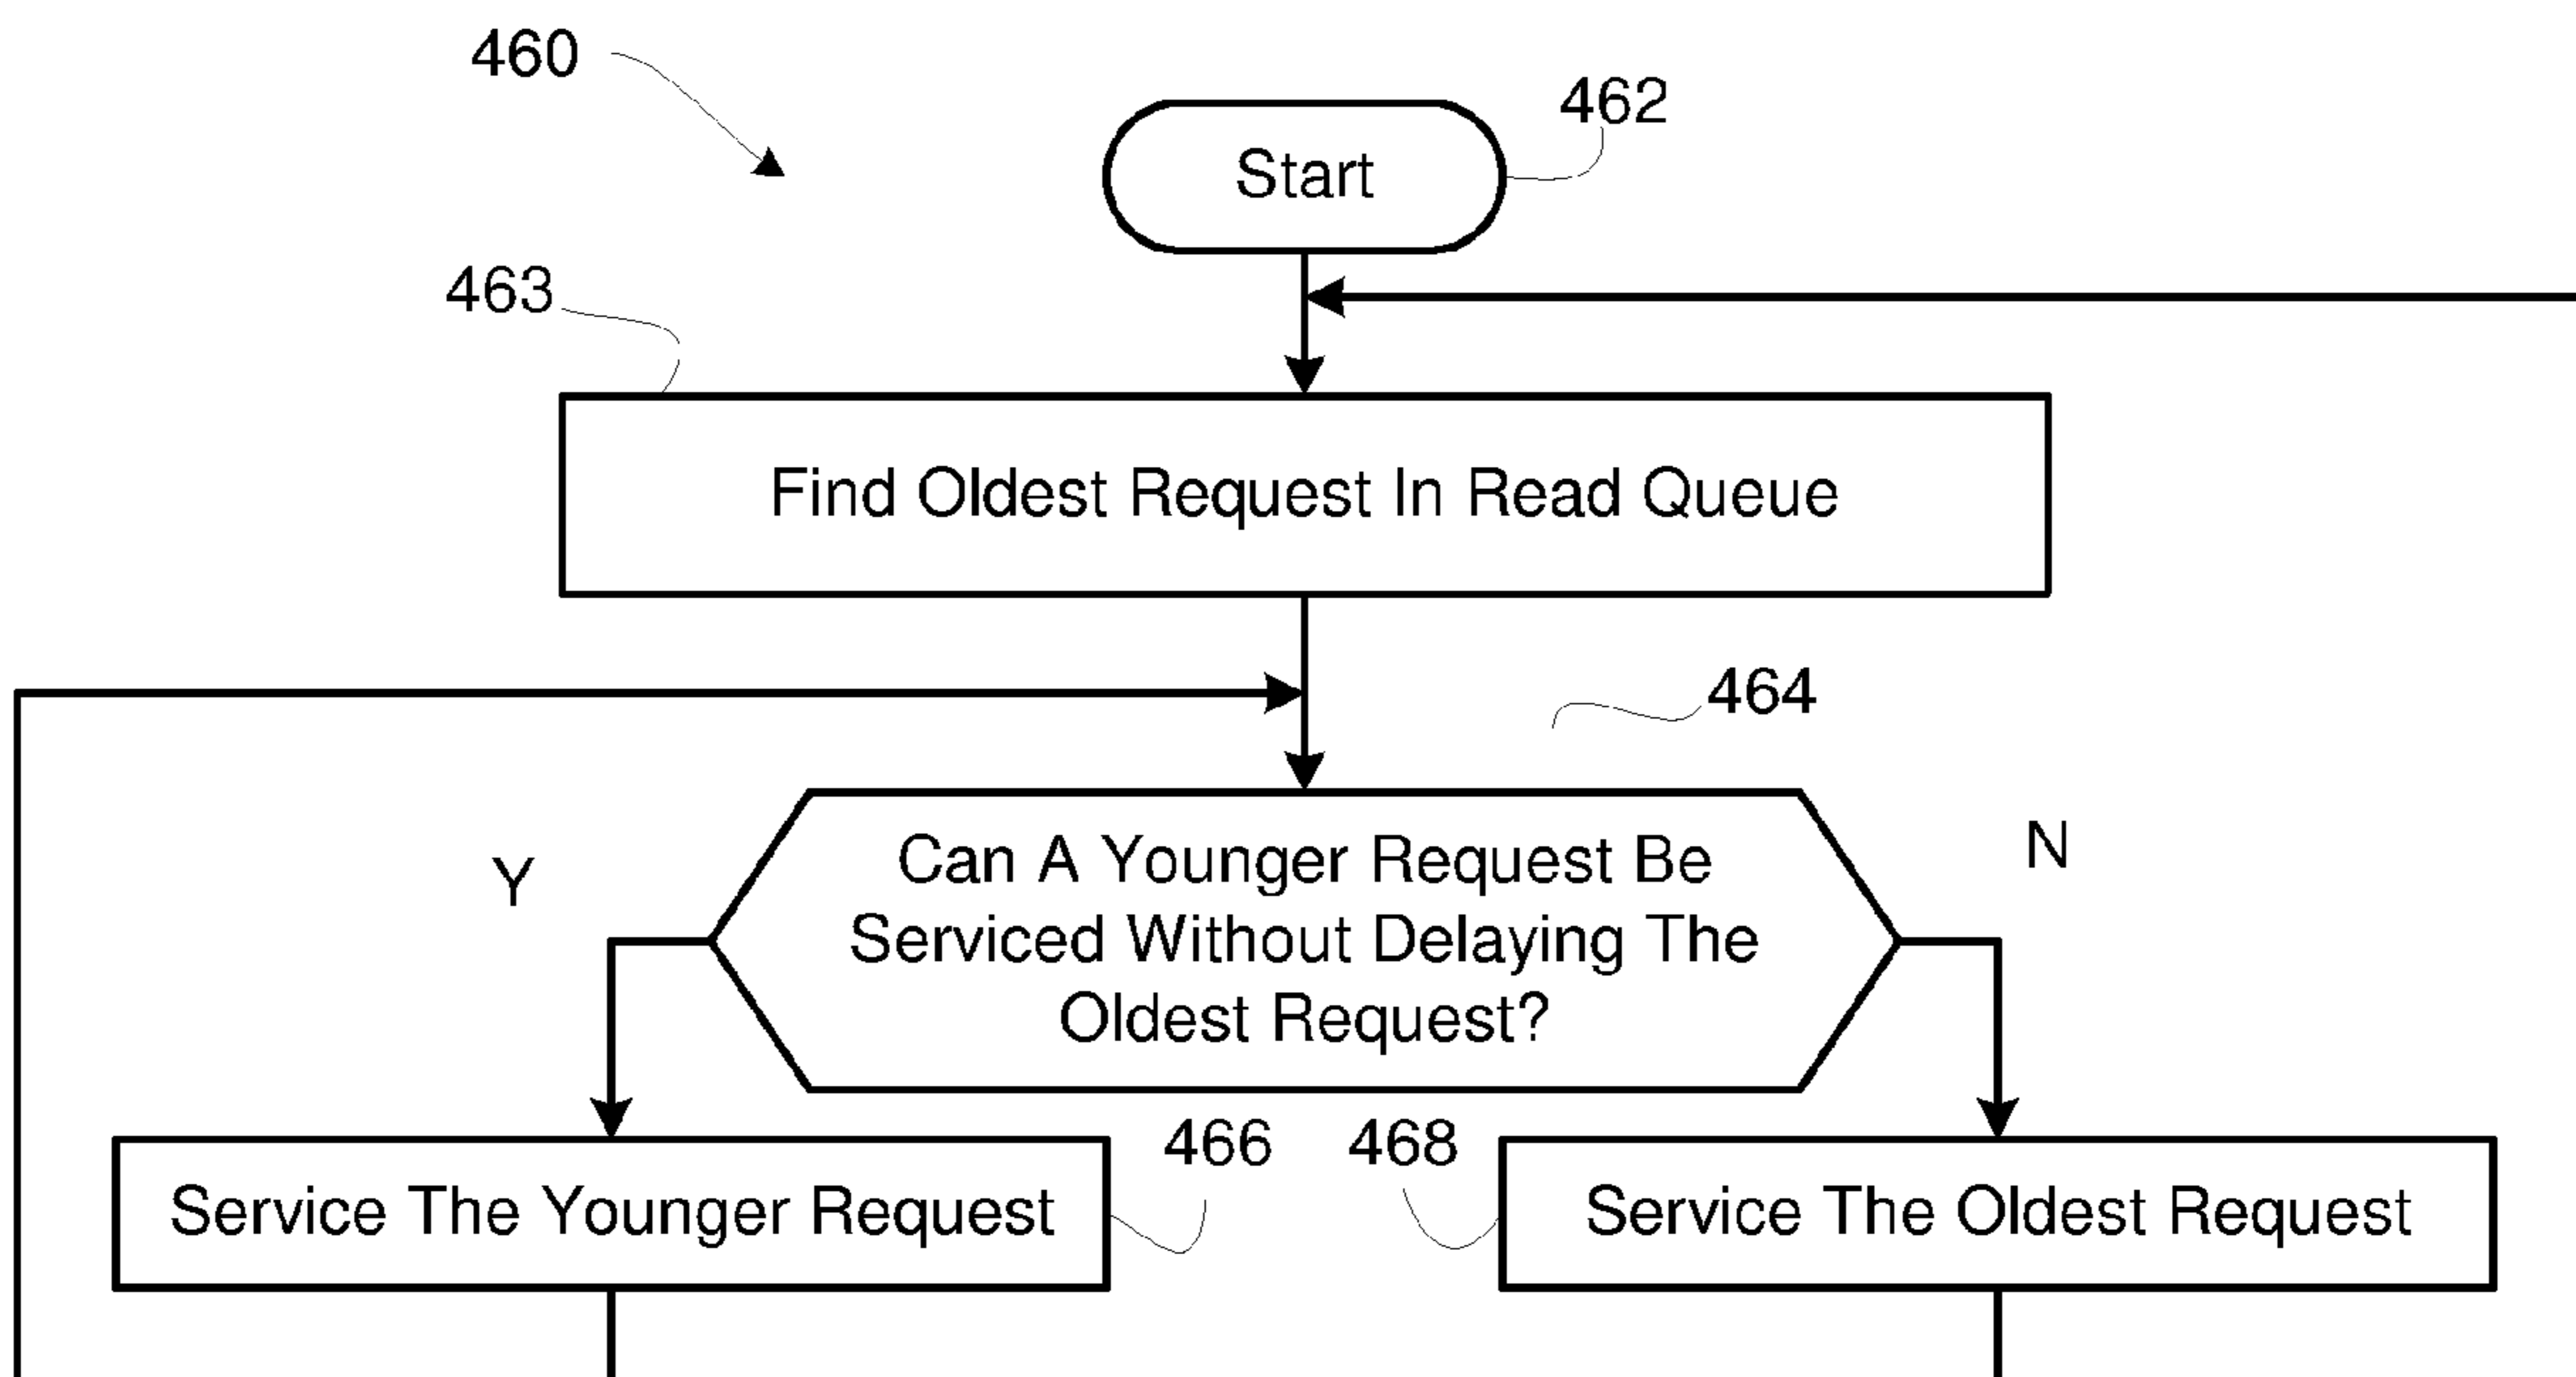 460
462
Start
463
Find Oldest Request In Read Queue
464
Y
N
Can A Younger Request Be
Serviced Without Delaying The
Oldest Request?
466
468
Service The Younger Request
Service The Oldest Request